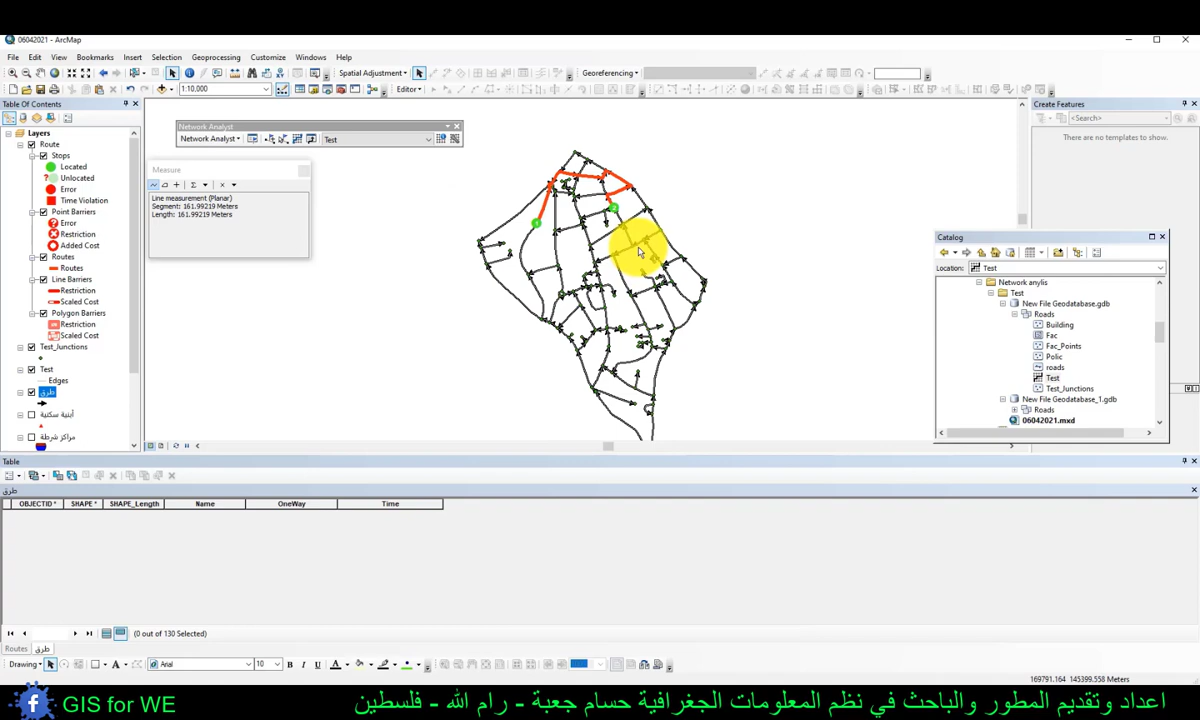 06042021 - ArcMap
File Edit View Bookmarks Insert Selection Geoprocessing Customize Windows Help
Spatial Adjustment Georeferencing
1:10.000 Editor
Table Of Contents
Layers
Route
Stops
Located
Unlocated
Error
Time Violation
Point Barriers
Error
Restriction
Added Cost
Routes
Routes
Line Barriers
Restriction
Scaled Cost
Polygon Barriers
Restriction
Scaled Cost
Test_Junctions
Test
Edges
طرق
أبنية سكنية
مراكز شرطة
Network Analyst
Network Analyst Test
Measure
Line measurement (Planar)
Segment: 161.99219 Meters
Length: 161.99219 Meters
1
2
Create Features
<Search>
There are no templates to show.
Catalog
Location: Test
Network anylis
Test
New File Geodatabase.gdb
Roads
Building
Fac
Fac_Points
Polic
roads
Test
Test_Junctions
New File Geodatabase_1.gdb
Roads
06042021.mxd
Table
طرق
OBJECTID * SHAPE * SHAPE_Length Name OneWay Time
(0 out of 130 Selected)
Routes طرق
Drawing Arial 10 B I U A
169791.164 145399.558 Meters
GIS for WE
اعداد وتقديم المطور والباحث في نظم المعلومات الجغرافية حسام جعبة - رام الله - فلسطين